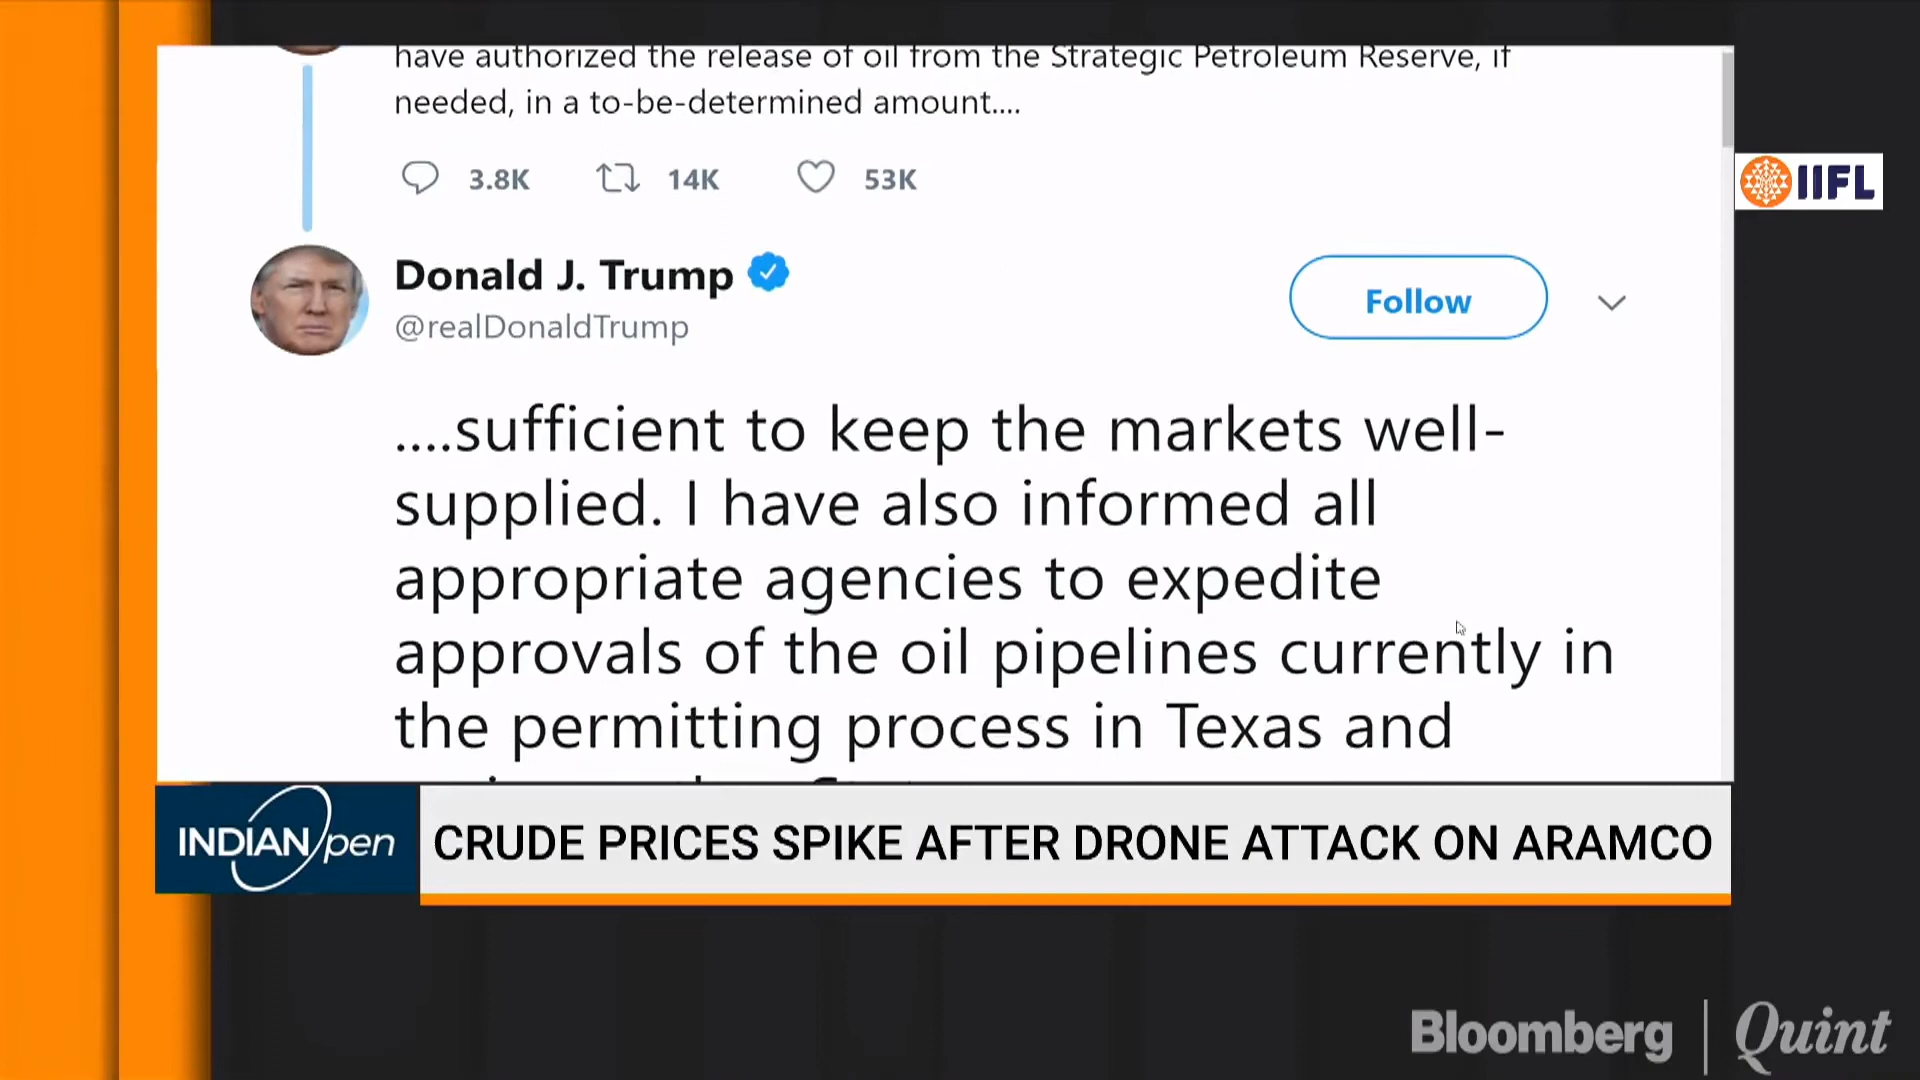 have authorized the release of oil from the Strategic Petroleum Reserve, if
needed, in a to-be-determined amount....
3.8K 14K 53K
IIFL
Donald J. Trump
@realDonaldTrump
Follow
....sufficient to keep the markets well-
supplied. I have also informed all
appropriate agencies to expedite
approvals of the oil pipelines currently in
the permitting process in Texas and
INDIAN Open
CRUDE PRICES SPIKE AFTER DRONE ATTACK ON ARAMCO
Bloomberg | Quint